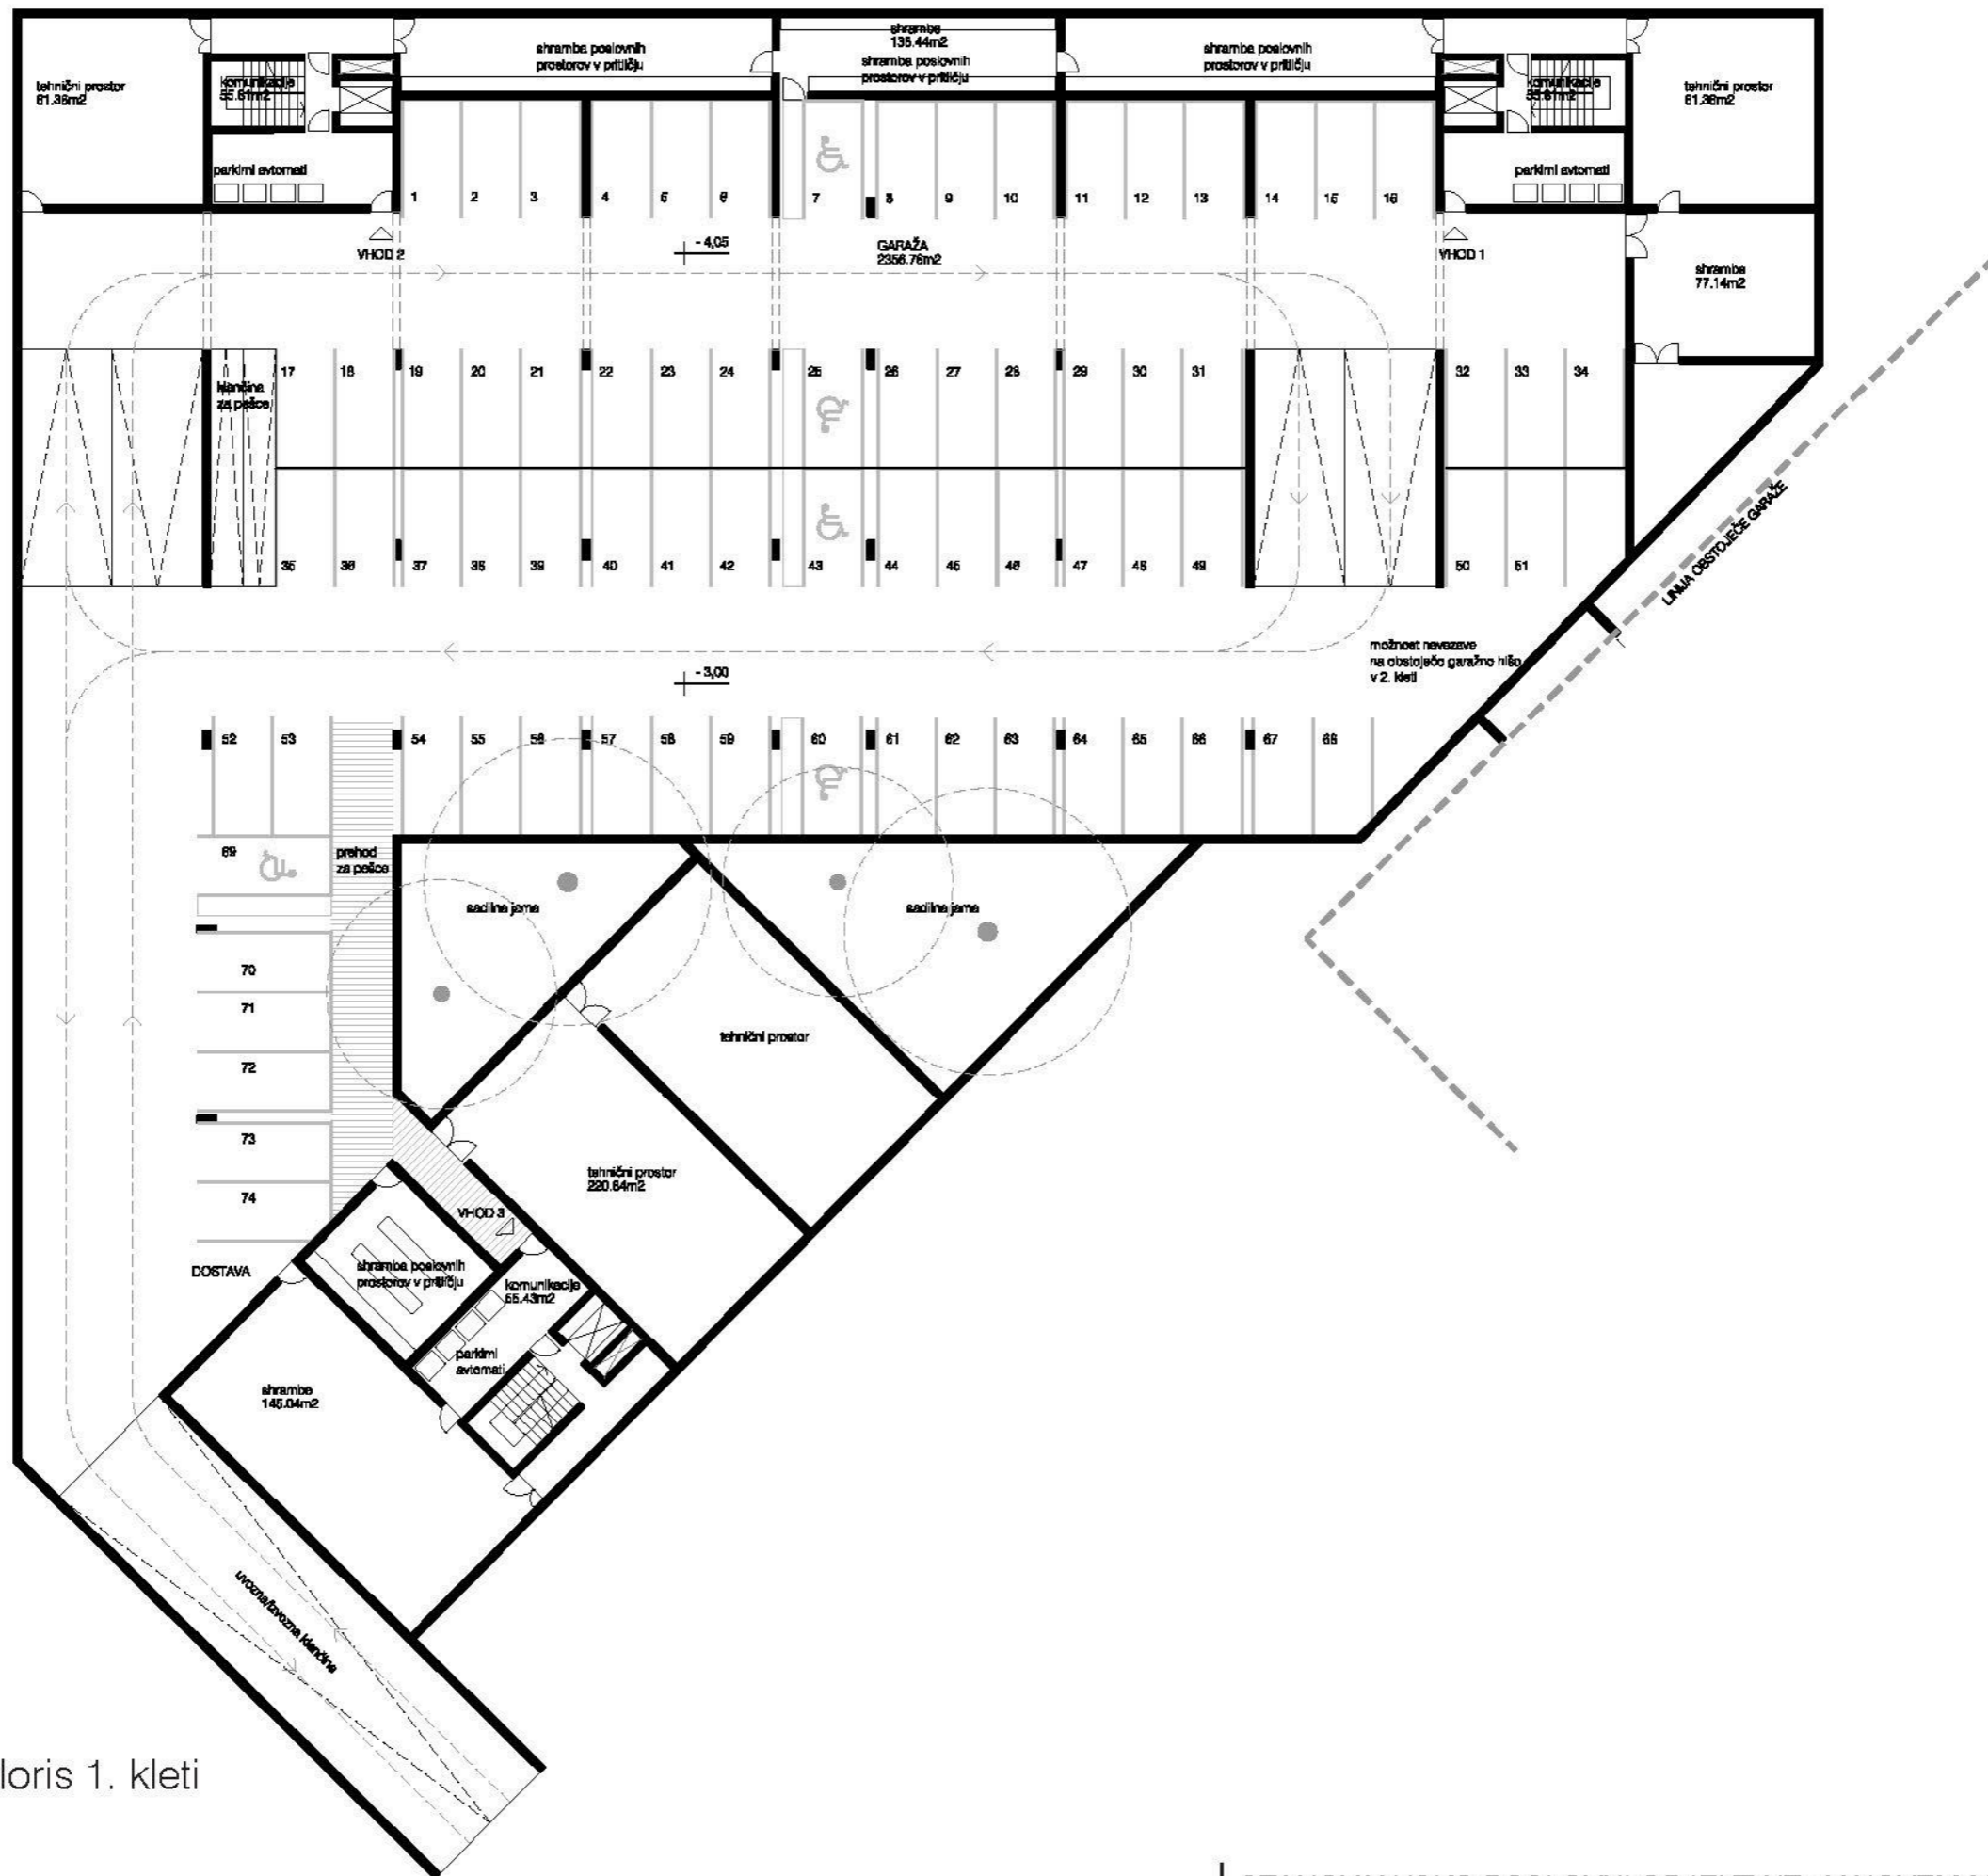 shrambe
135.44m2
shramba poslovnih
prostorov v pritličju
shramba poslovnih
prostorov v pritličju
shramba poslovnih
prostorov v pritličju
tehnični prostor
61.36m2
komunikacije
55.61m2
komunikacije
55.61m2
tehnični prostor
61.36m2
parkirni avtomati
parkirni avtomati
1 2 3 4 5 6 7 8 9 10 11 12 13 14 15 16
VHOD 2
- 4,05
GARAŽA
2356.76m2
VHOD 1
shrambe
77.14m2
klančina
za pešce
17 18 19 20 21 22 23 24 25 26 27 28 29 30 31 32 33 34
LINIJA OBSTOJEČE GARAŽE
35 36 37 38 39 40 41 42 43 44 45 46 47 48 49 50 51
možnost navezave
na obstoječo garažno hišo
v 2. kleti
- 3,00
52 53 54 55 56 57 58 59 60 61 62 63 64 65 66 67 68
69
prehod
za pešce
sadilna jama
sadilna jama
70
71
tehnični prostor
72
73
tehnični prostor
220.64m2
74
VHOD 3
DOSTAVA
shramba poslovnih
prostorov v pritličju
komunikacije
55.43m2
parkirni
avtomati
shrambe
145.04m2
uvozna/izvozna klančina
loris 1. kleti